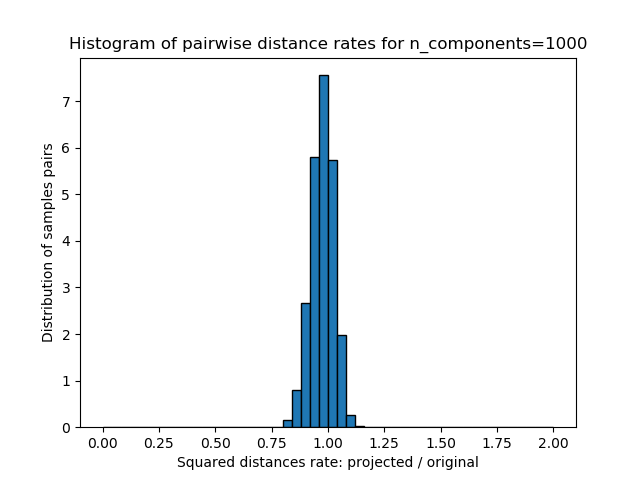 Histogram of pairwise distance rates for n_components=1000
Distribution of samples pairs
7
6
5
4
3
2
1
0
0.00 0.25 0.50 0.75 1.00 1.25 1.50 1.75 2.00
Squared distances rate: projected / original